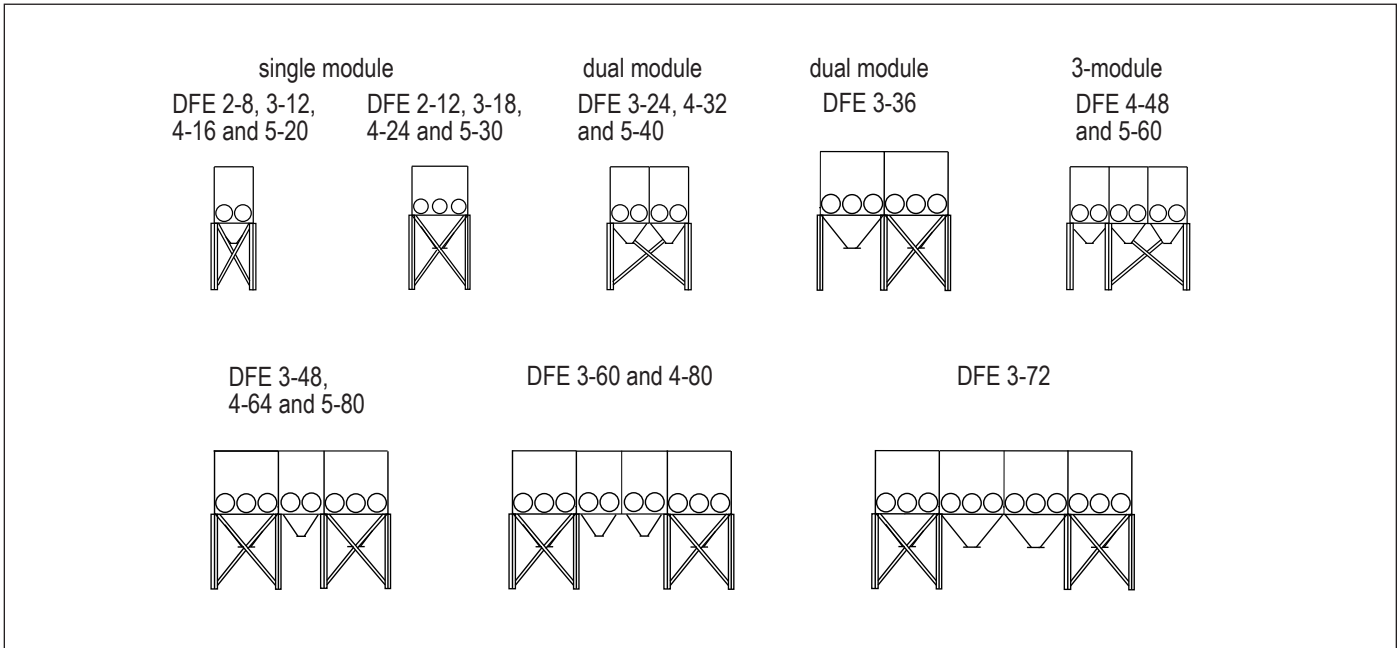 single module
DFE 2-8, 3-12,
4-16 and 5-20
DFE 2-12, 3-18,
4-24 and 5-30
dual module
DFE 3-24, 4-32
and 5-40
dual module
DFE 3-36
3-module
DFE 4-48
and 5-60
DFE 3-48,
4-64 and 5-80
DFE 3-60 and 4-80
DFE 3-72